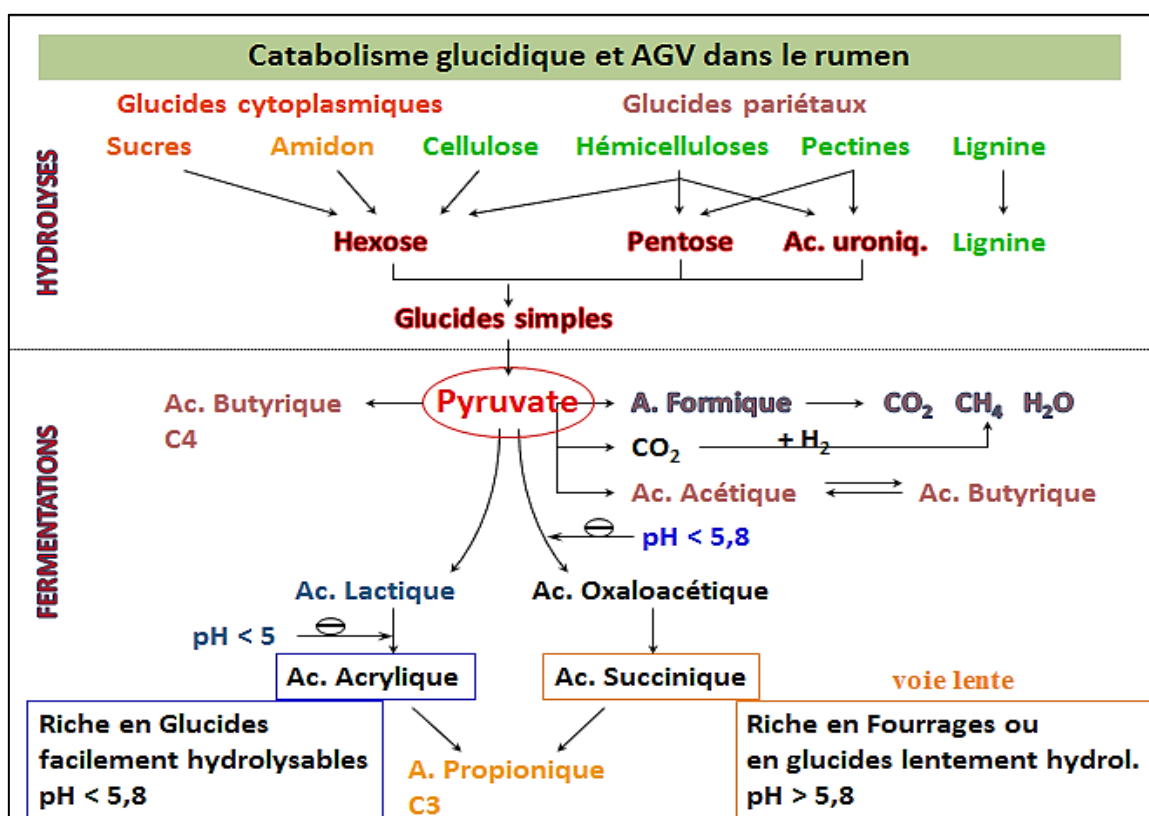 Catabolisme glucidique et AGV dans le rumen
Glucides cytoplasmiques Glucides pariétaux
Sucres Amidon Cellulose Hémicelluloses Pectines Lignine
HYDROLYSES
Hexose Pentose Ac. uroniq. Lignine
Glucides simples
FERMENTATIONS
Ac. Butyrique Pyruvate A. Formique CO₂ CH₄ H₂O
C4
CO₂ + H₂
Ac. Acétique Ac. Butyrique
pH < 5,8
Ac. Lactique Ac. Oxaloacétique
pH < 5
Ac. Acrylique Ac. Succinique voie lente
Riche en Glucides
facilement hydrolysables
pH < 5,8
A. Propionique
C3
Riche en Fourrages ou
en glucides lentement hydrol.
pH > 5,8